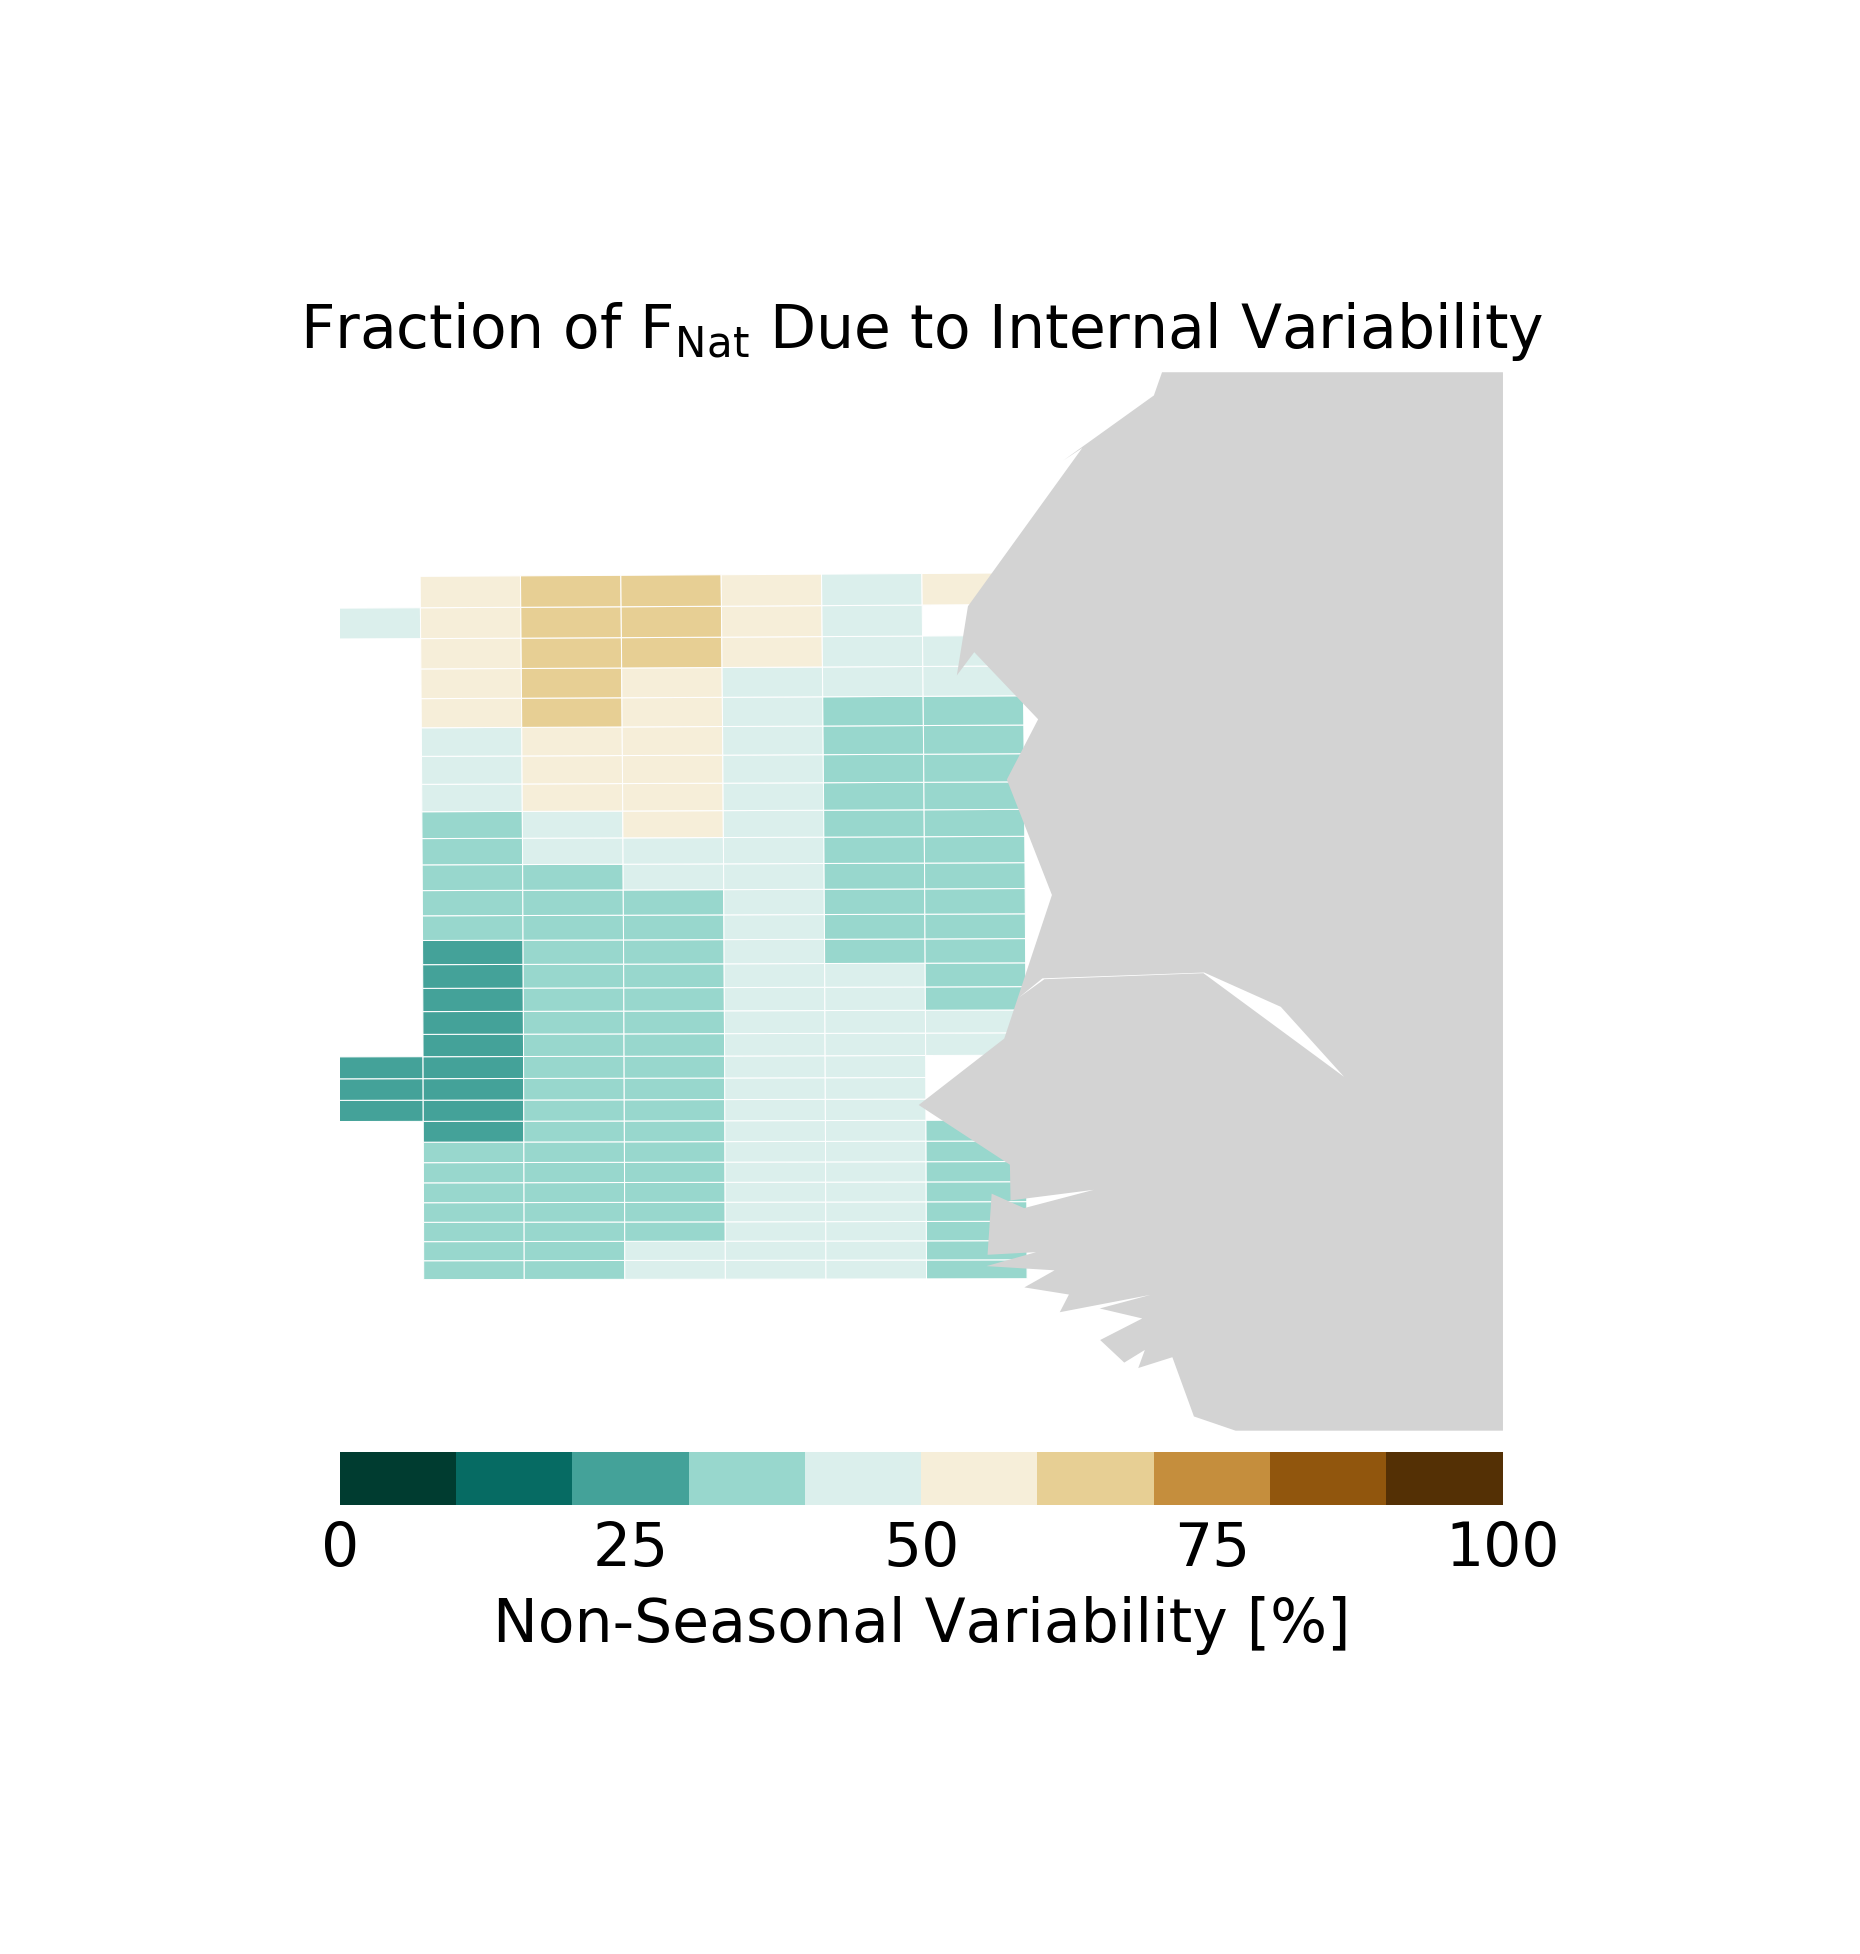 Fraction of F_Nat Due to Internal Variability
0 25 50 75 100
Non-Seasonal Variability [%]